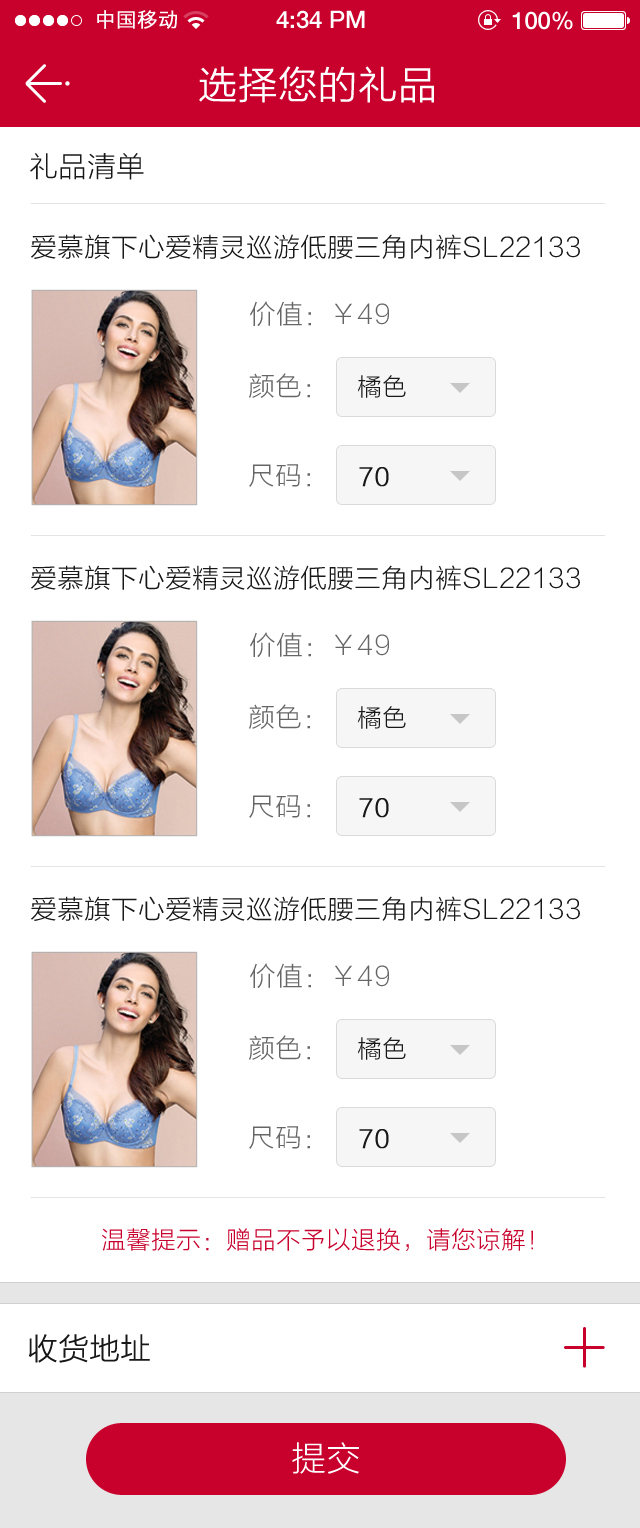 中国移动 4:34 PM 100%
选择您的礼品
礼品清单
爱慕旗下心爱精灵巡游低腰三角内裤SL22133
价值：￥49
颜色： 橘色
尺码： 70
爱慕旗下心爱精灵巡游低腰三角内裤SL22133
价值：￥49
颜色： 橘色
尺码： 70
爱慕旗下心爱精灵巡游低腰三角内裤SL22133
价值：￥49
颜色： 橘色
尺码： 70
温馨提示：赠品不予以退换，请您谅解！
收货地址
提交